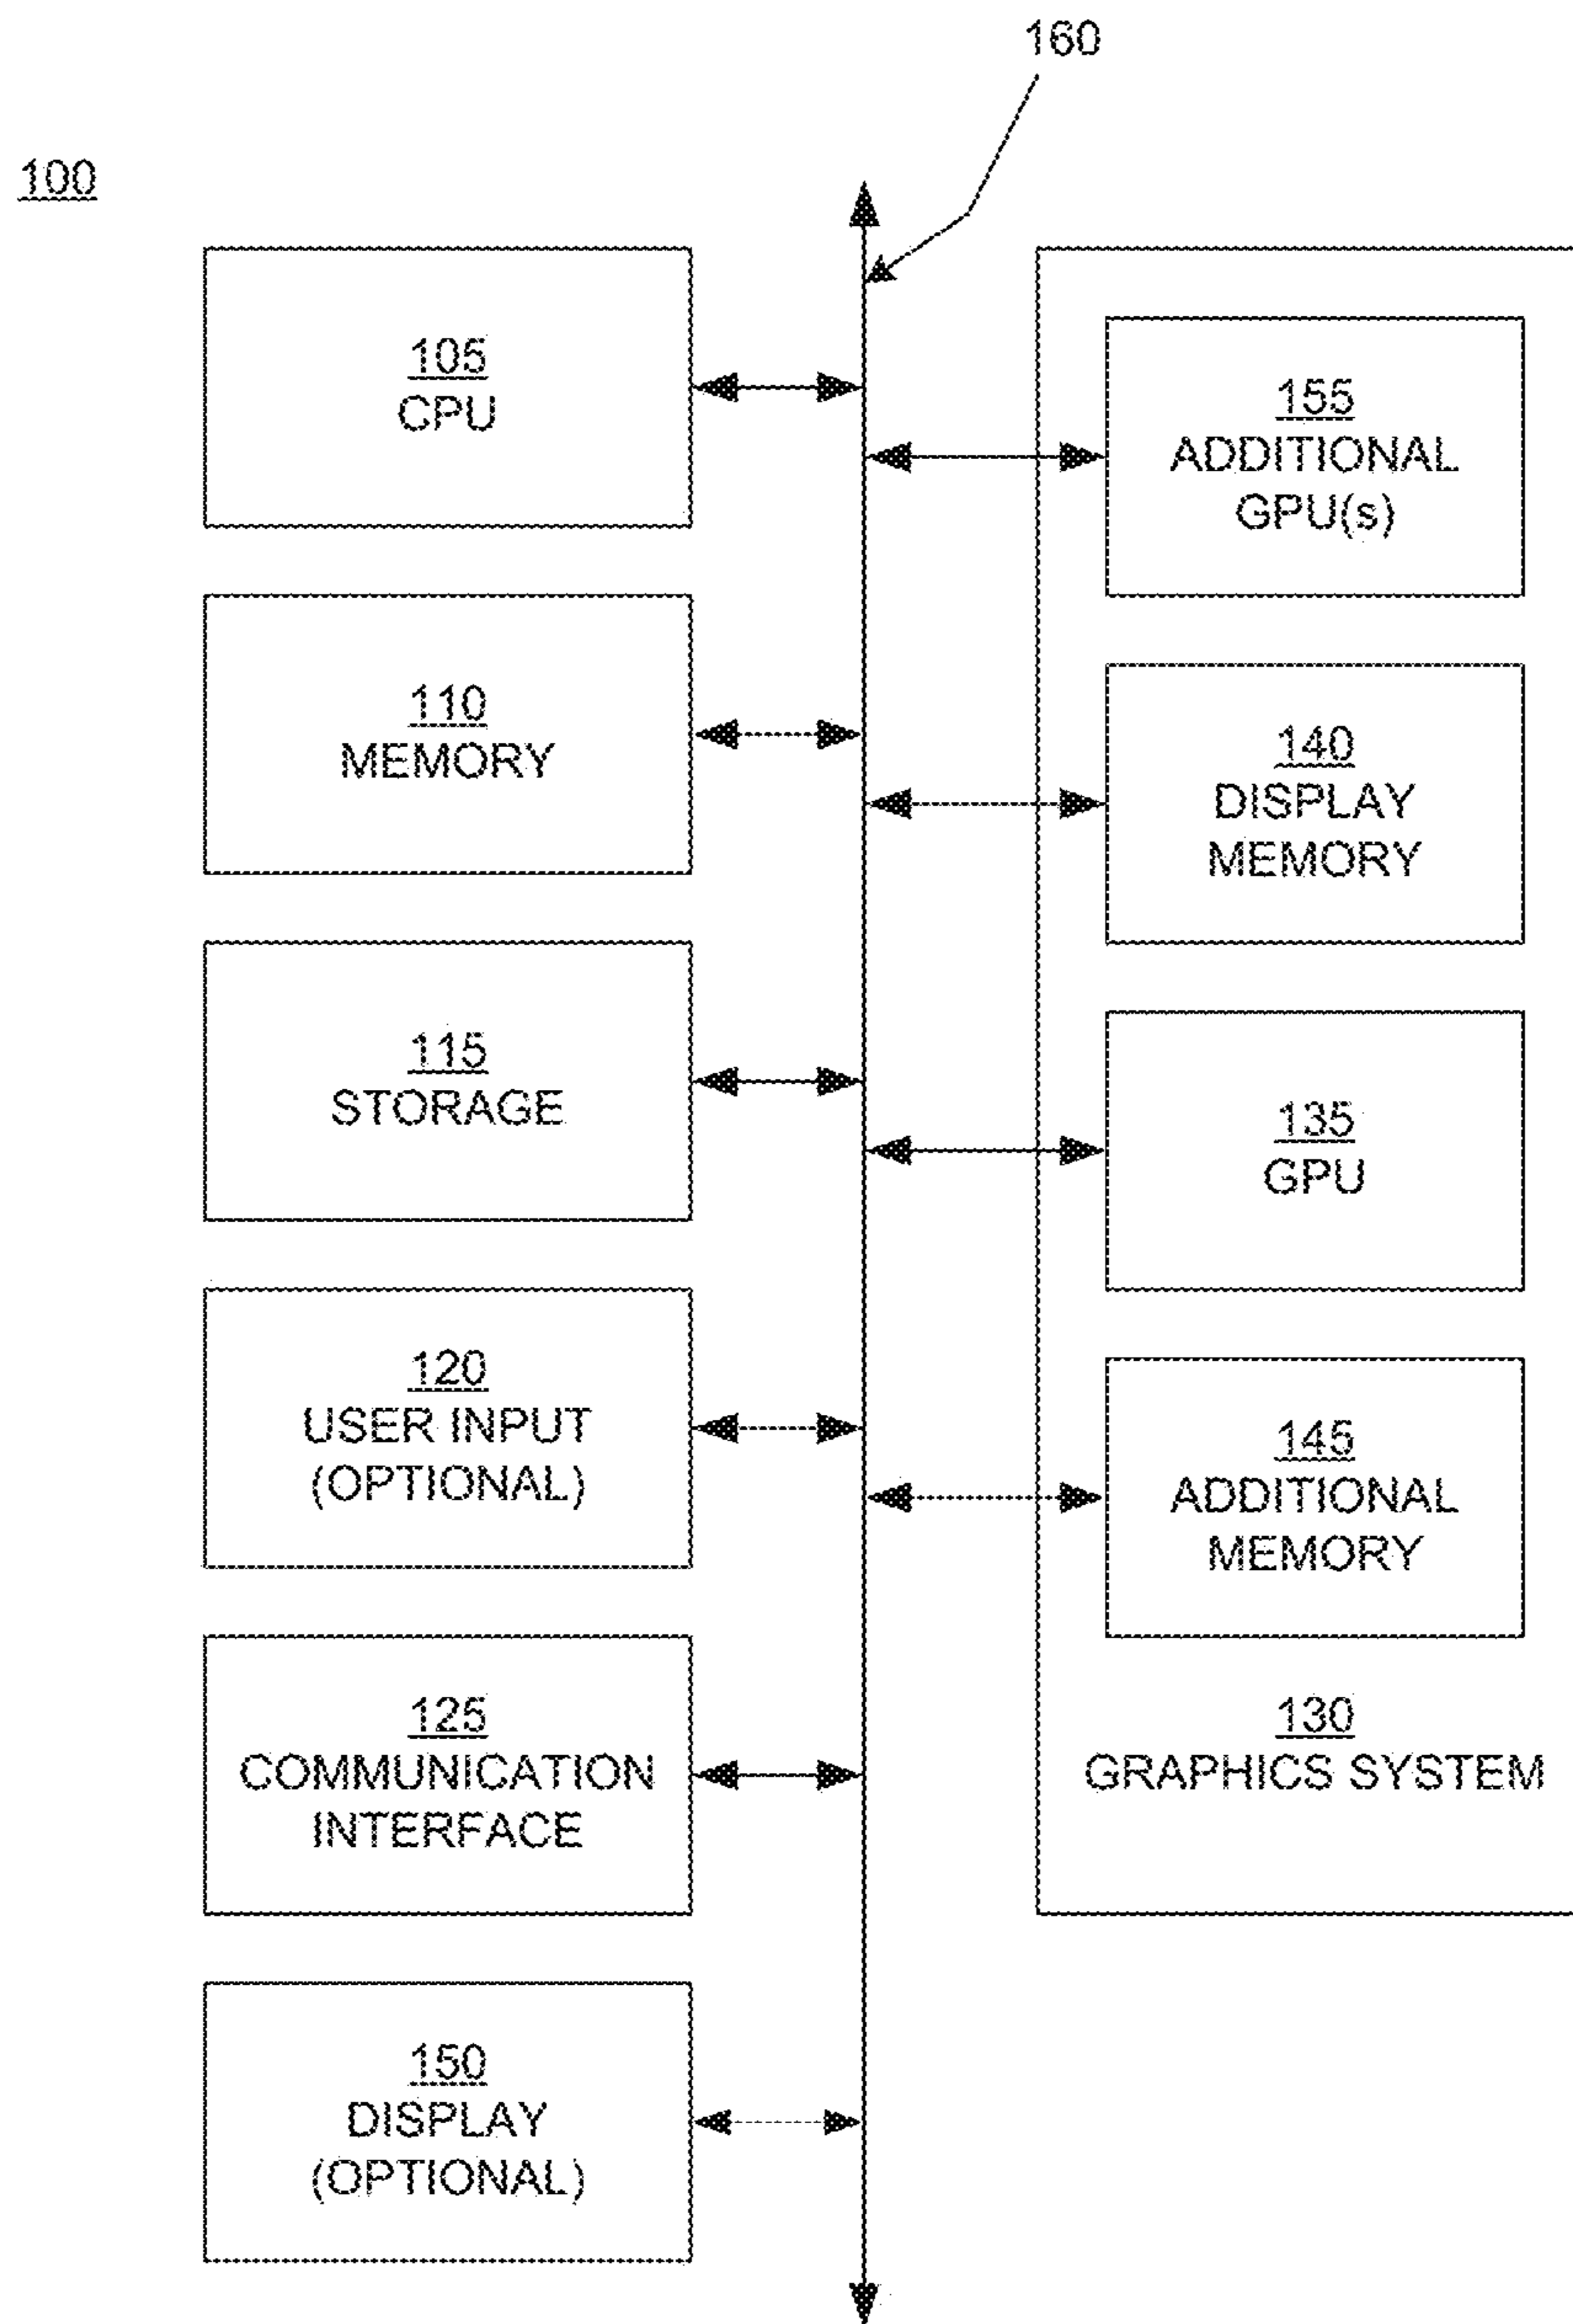 160
100
105
CPU
110
MEMORY
115
STORAGE
120
USER INPUT
(OPTIONAL)
125
COMMUNICATION
INTERFACE
150
DISPLAY
(OPTIONAL)
155
ADDITIONAL
GPU(s)
140
DISPLAY
MEMORY
135
GPU
145
ADDITIONAL
MEMORY
130
GRAPHICS SYSTEM